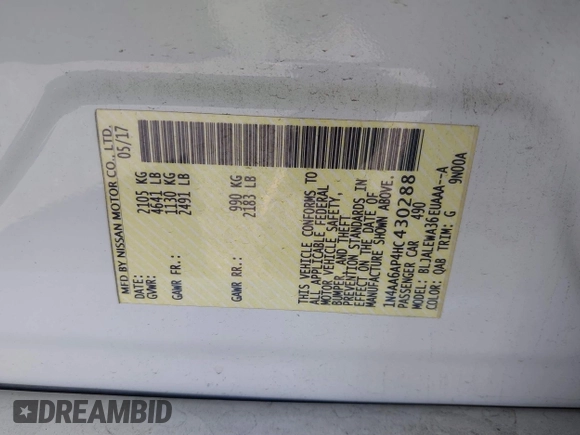 MFD BY NISSAN MOTOR CO., LTD.
DATE: 05/17
GVWR: 2105 KG
4641 LB
GAWR FR: 1130 KG
2491 LB
GAWR RR: 990 KG
2183 LB
THIS VEHICLE CONFORMS TO
ALL APPLICABLE FEDERAL
MOTOR VEHICLE SAFETY,
BUMPER, AND THEFT
PREVENTION STANDARDS IN
EFFECT ON THE DATE OF
MANUFACTURE SHOWN ABOVE.
1N4AA6AP4HC430288
PASSENGER CAR 490
MODEL: BLJALEWA36EUAAA--A
COLOR: QAB TRIM: G 9N00A
DREAMBID